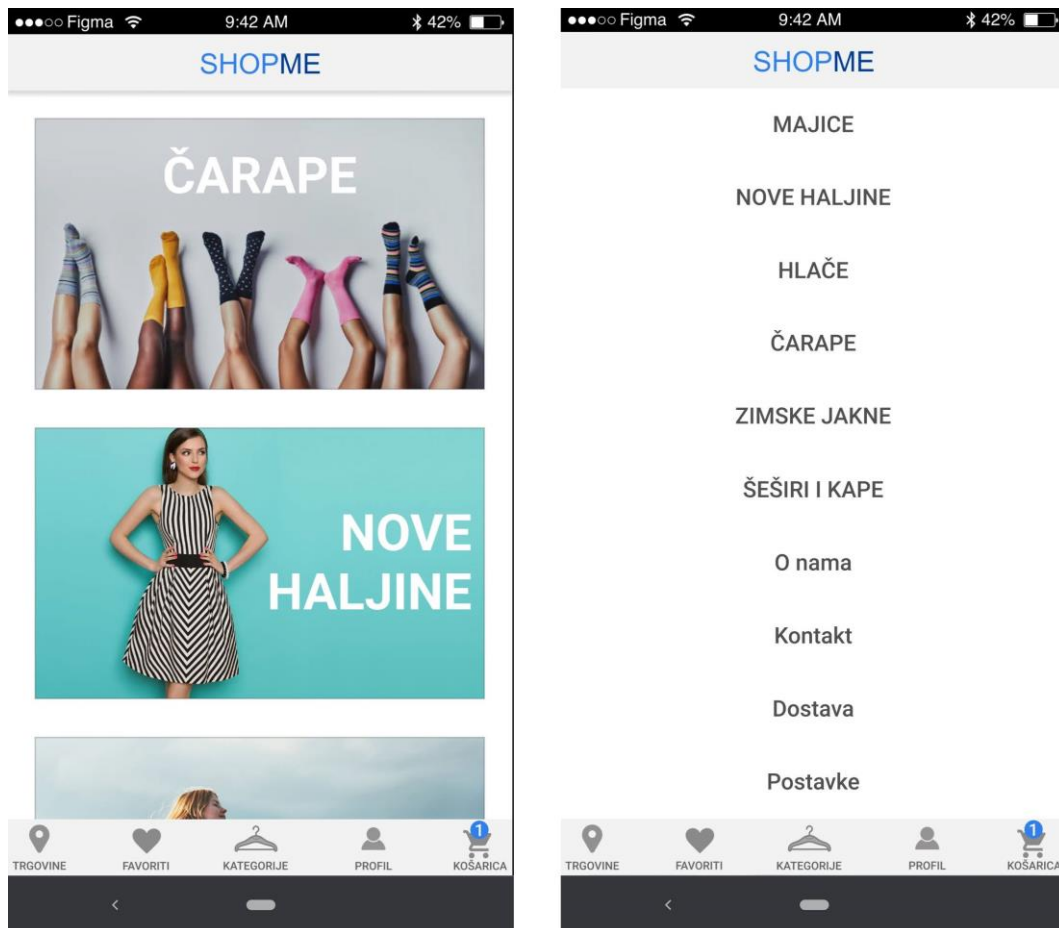 Figma 9:42 AM 42%
SHOPME
ČARAPE
NOVE
HALJINE
TRGOVINE FAVORITI KATEGORIJE PROFIL 1 KOŠARICA
Figma 9:42 AM 42%
SHOPME
MAJICE
NOVE HALJINE
HLAČE
ČARAPE
ZIMSKE JAKNE
ŠEŠIRI I KAPE
O nama
Kontakt
Dostava
Postavke
TRGOVINE FAVORITI KATEGORIJE PROFIL 1 KOŠARICA